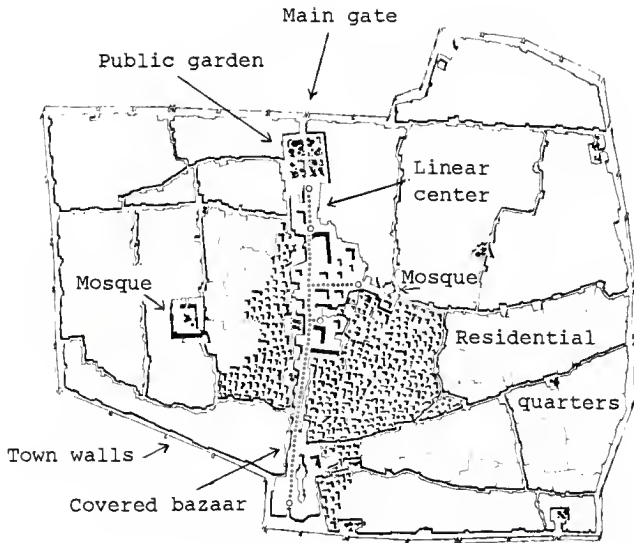 Main gate
Public garden
Linear
center
Mosque
Mosque
Residential
quarters
Town walls
Covered bazaar